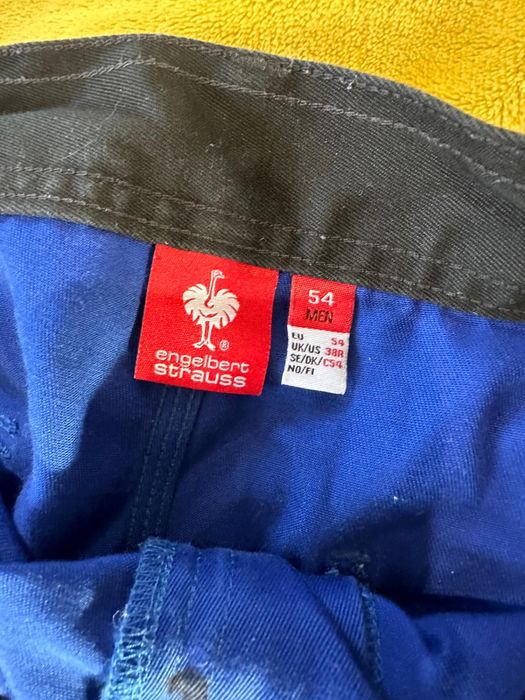 ®
engelbert
strauss
54
MEN
EU 54
UK/US 38R
SE/DK/ C54
NO/FI